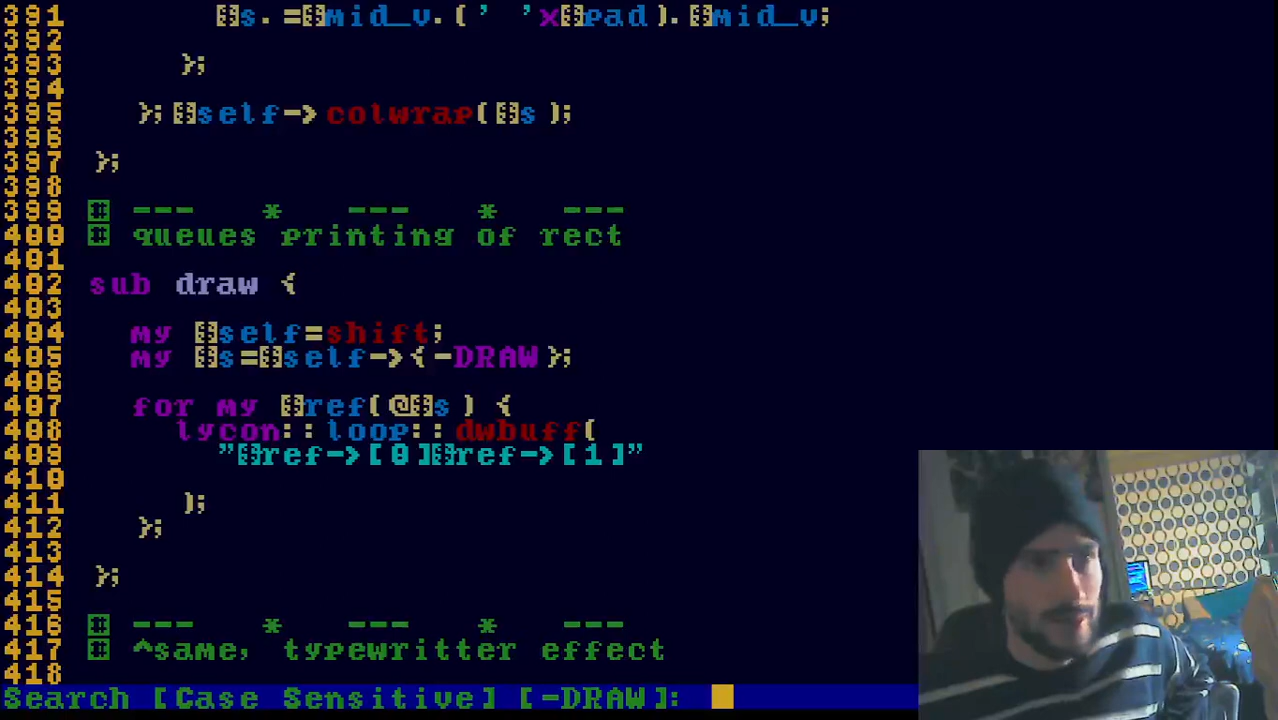 391 $s.=$mid_v.(' 'x$pad).$mid_v;
392
393 };
394
395 };$self->colwrap($s);
396
397 };
398
399 # --- * --- * ---
400 # queues printing of rect
401
402 sub draw {
403
404 my $self=shift;
405 my $s=$self->{-DRAW};
406
407 for my $ref(@$s) {
408 lycon::loop::dwbuff(
409 "$ref->[0]$ref->[1]"
410
411 );
412 };
413
414 };
415
416 # --- * --- * ---
417 # ^same, typewritter effect
418
Search [Case Sensitive] [-DRAW]: